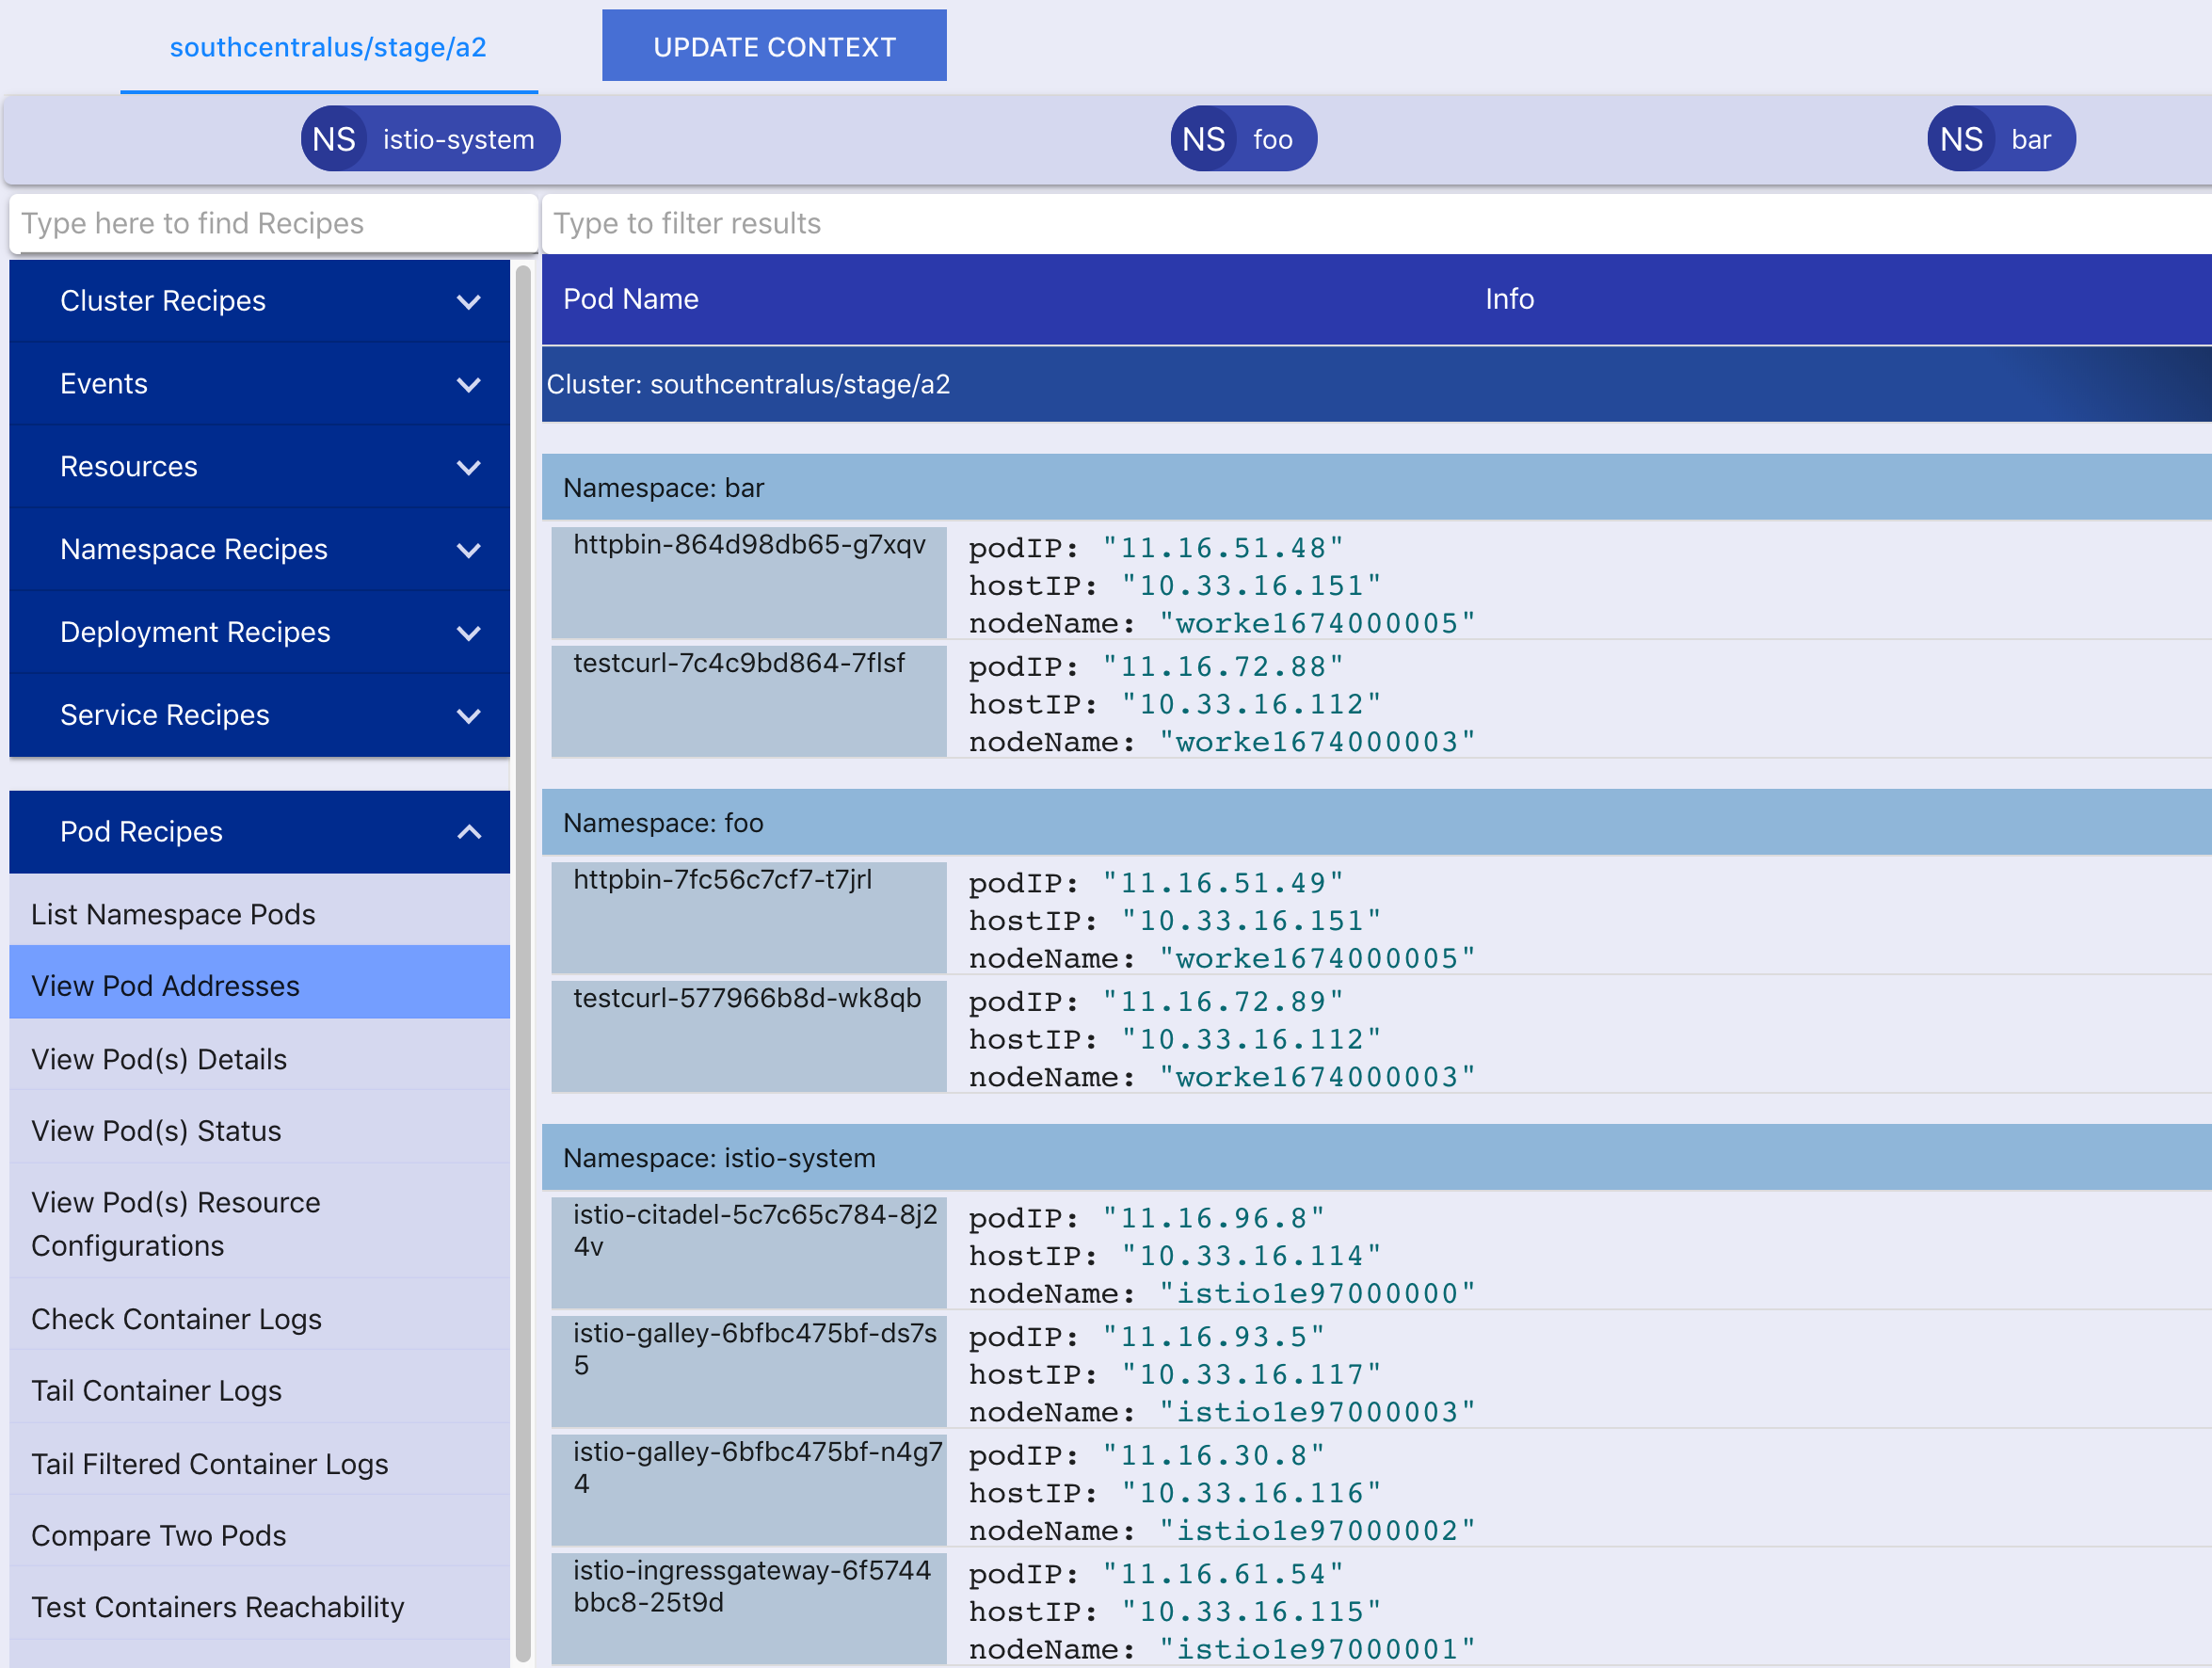 southcentralus/stage/a2
UPDATE CONTEXT
NS istio-system
NS foo
NS bar
Type here to find Recipes
Type to filter results
Cluster Recipes
Events
Resources
Namespace Recipes
Deployment Recipes
Service Recipes
Pod Recipes
List Namespace Pods
View Pod Addresses
View Pod(s) Details
View Pod(s) Status
View Pod(s) Resource
Configurations
Check Container Logs
Tail Container Logs
Tail Filtered Container Logs
Compare Two Pods
Test Containers Reachability
Pod Name
Info
Cluster: southcentralus/stage/a2
Namespace: bar
httpbin-864d98db65-g7xqv
podIP: "11.16.51.48"
hostIP: "10.33.16.151"
nodeName: "worke1674000005"
testcurl-7c4c9bd864-7flsf
podIP: "11.16.72.88"
hostIP: "10.33.16.112"
nodeName: "worke1674000003"
Namespace: foo
httpbin-7fc56c7cf7-t7jrl
podIP: "11.16.51.49"
hostIP: "10.33.16.151"
nodeName: "worke1674000005"
testcurl-577966b8d-wk8qb
podIP: "11.16.72.89"
hostIP: "10.33.16.112"
nodeName: "worke1674000003"
Namespace: istio-system
istio-citadel-5c7c65c784-8j2
4v
podIP: "11.16.96.8"
hostIP: "10.33.16.114"
nodeName: "istio1e97000000"
istio-galley-6bfbc475bf-ds7s
5
podIP: "11.16.93.5"
hostIP: "10.33.16.117"
nodeName: "istio1e97000003"
istio-galley-6bfbc475bf-n4g7
4
podIP: "11.16.30.8"
hostIP: "10.33.16.116"
nodeName: "istio1e97000002"
istio-ingressgateway-6f5744
bbc8-25t9d
podIP: "11.16.61.54"
hostIP: "10.33.16.115"
nodeName: "istio1e97000001"